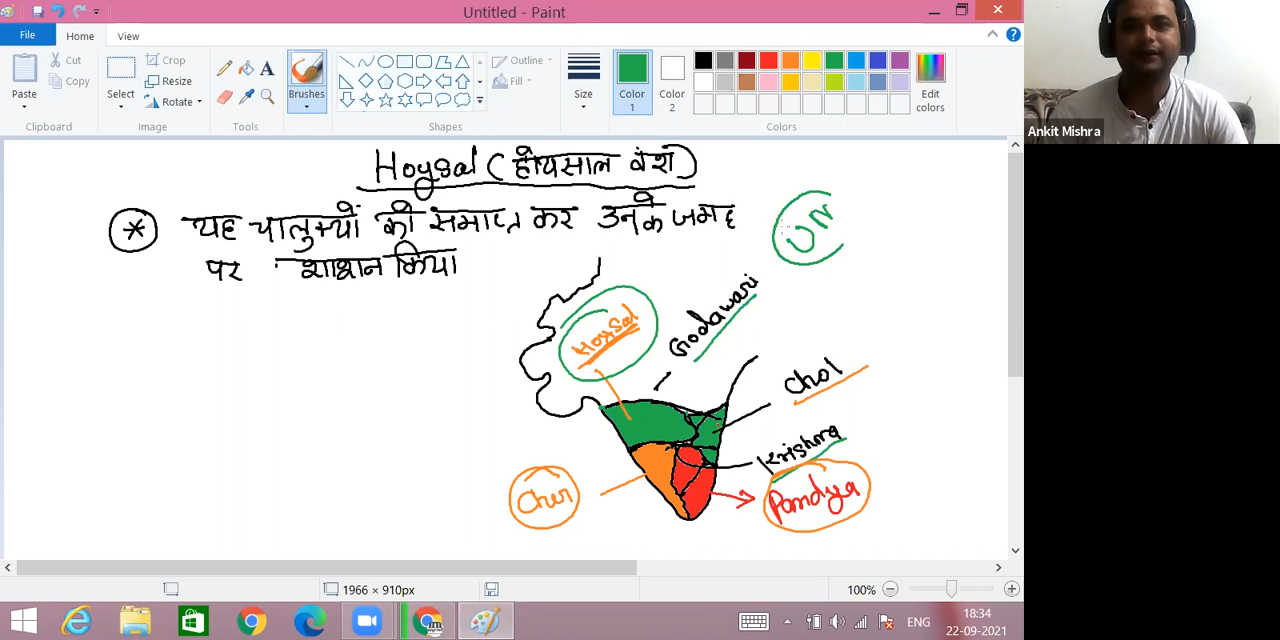 Untitled - Paint
File Home View
Paste Cut Copy Clipboard
Select Crop Resize Rotate Image
Tools
Brushes
Shapes Outline Fill
Size
Color 1 Color 2 Edit colors Colors
Ankit Mishra
Hoysal (होयसाल वंश)
* यह चालुक्यों को समाप्त कर उनके जगह
पर शाशन किया
Hoysal
Godawari
Chol
Krishna
Cher
Pandya
1966 × 910px
100%
ENG
18:34
22-09-2021